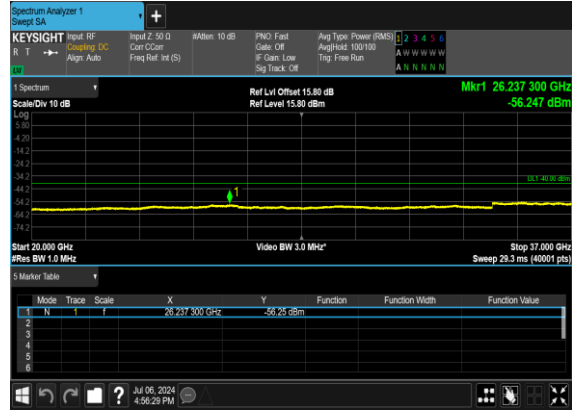 Spectrum Analyzer 1
Swept SA
+
KEYSIGHT Input: RF Input Z: 50 Ω #Atten: 10 dB PNO: Fast Avg Type: Power (RMS) 1 2 3 4 5 6
R T Coupling: DC Corr CCorr Gate: Off Avg|Hold: 100/100 A W W W W W
Align: Auto Freq Ref: Int (S) IF Gain: Low Trig: Free Run
LW Sig Track: Off A N N N N N
1 Spectrum Ref Lvl Offset 15.80 dB Mkr1 26.237 300 GHz
Scale/Div 10 dB Ref Level 15.80 dBm -56.247 dBm
Log
5.80
-4.20
-14.2
-24.2
DL1 -40.00 dBm
-34.2
-44.2
1
-54.2
-64.2
-74.2
Start 20.000 GHz Video BW 3.0 MHz* Stop 37.000 GHz
#Res BW 1.0 MHz Sweep 29.3 ms (40001 pts)
5 Marker Table
Mode Trace Scale X Y Function Function Width Function Value
1 N 1 f 26.237 300 GHz -56.25 dBm
2
3
4
5
6
? Jul 06, 2024
4:56:29 PM